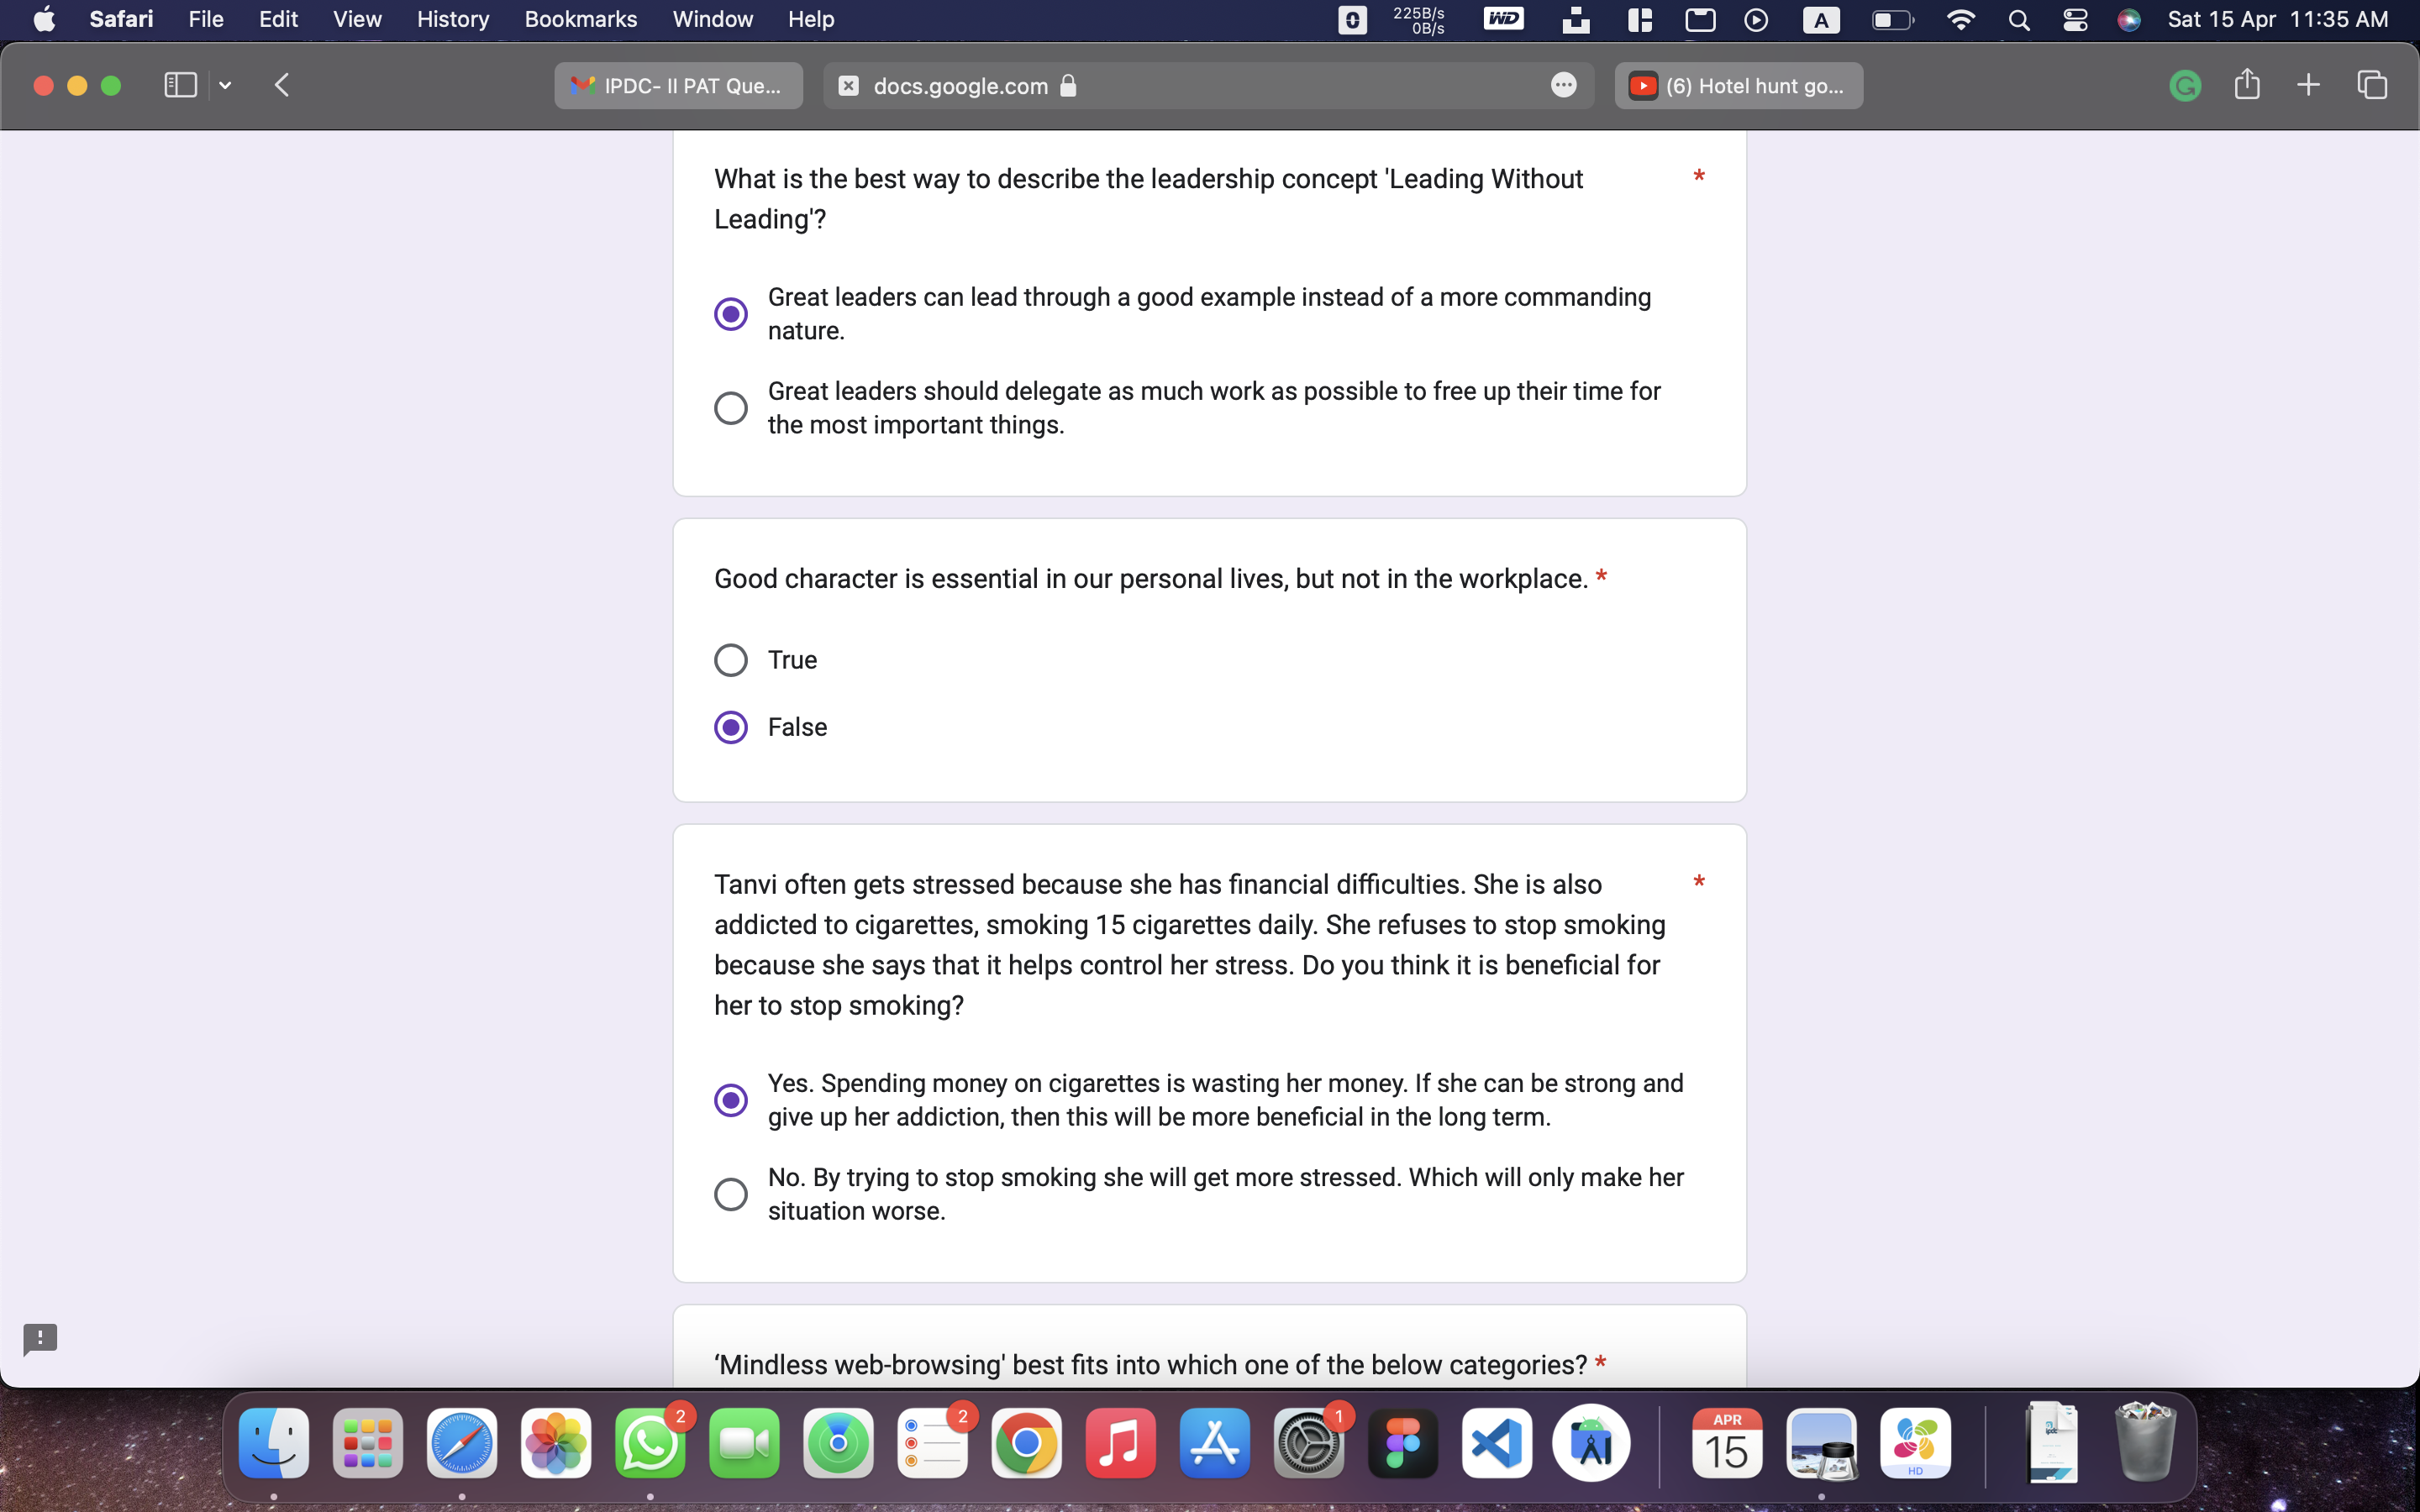 Safari File Edit View History Bookmarks Window Help 225B/s WD A Sat 15 Apr 11:35 AM
0B/s
IPDC- II PAT Que... docs.google.com (6) Hotel hunt go...
What is the best way to describe the leadership concept 'Leading Without *
Leading'?
Great leaders can lead through a good example instead of a more commanding
nature.
Great leaders should delegate as much work as possible to free up their time for
the most important things.
Good character is essential in our personal lives, but not in the workplace. *
True
False
Tanvi often gets stressed because she has financial difficulties. She is also *
addicted to cigarettes, smoking 15 cigarettes daily. She refuses to stop smoking
because she says that it helps control her stress. Do you think it is beneficial for
her to stop smoking?
Yes. Spending money on cigarettes is wasting her money. If she can be strong and
give up her addiction, then this will be more beneficial in the long term.
No. By trying to stop smoking she will get more stressed. Which will only make her
situation worse.
‘Mindless web-browsing' best fits into which one of the below categories? *
2 2 1 APR
15
HD